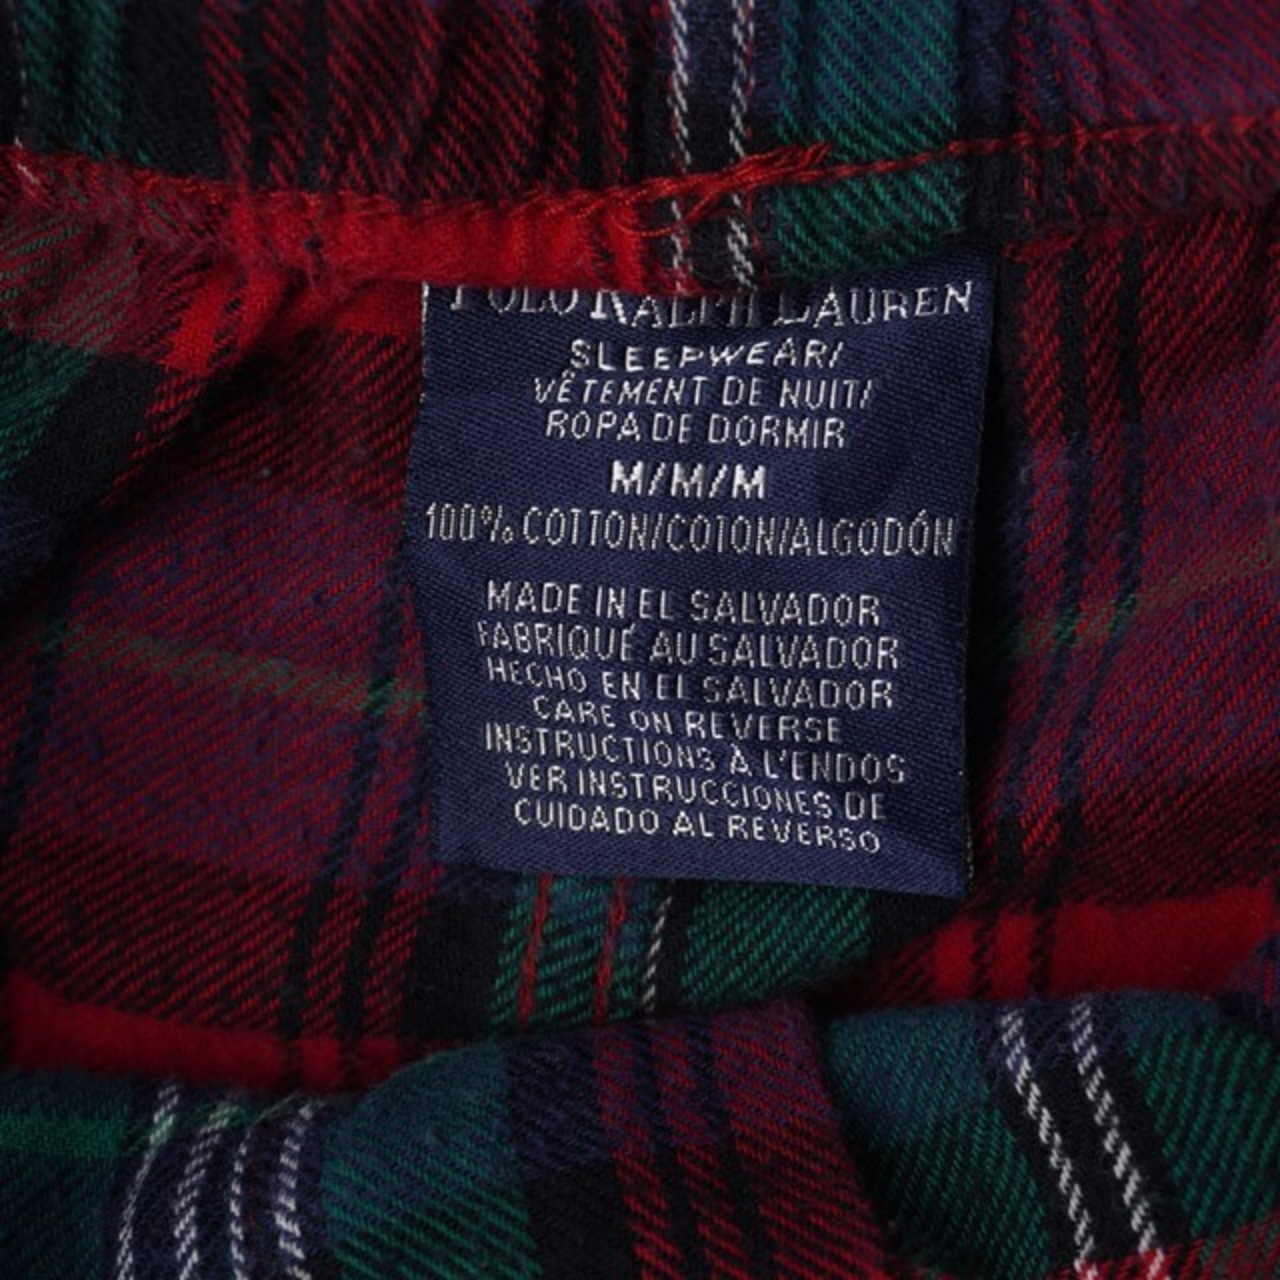 POLO RALPH LAUREN
SLEEPWEAR/
VÊTEMENT DE NUIT/
ROPA DE DORMIR
M/M/M
100% COTTON/COTON/ALGODÓN
MADE IN EL SALVADOR
FABRIQUÉ AU SALVADOR
HECHO EN EL SALVADOR
CARE ON REVERSE
INSTRUCTIONS À L'ENDOS
VER INSTRUCCIONES DE
CUIDADO AL REVERSO